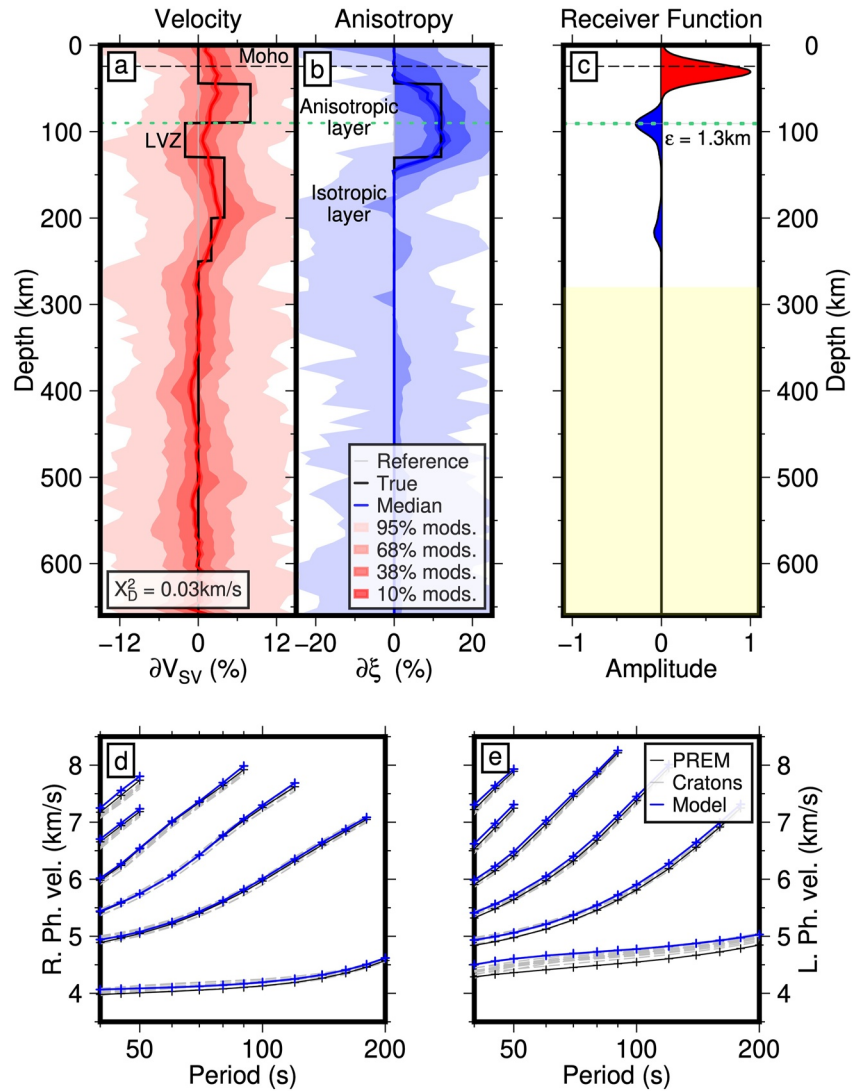 Velocity Anisotropy Receiver Function
0 a Moho b c 0
Anisotropic
layer
100 LVZ ε = 1.3km 100
Isotropic
layer
200 200
Depth (km) 300 300 Depth (km)
400 400
Reference
500 True 500
Median
95% mods.
68% mods.
600 38% mods. 600
X²D = 0.03km/s 10% mods.
−12 0 12 −20 0 20 −1 0 1
∂VSV (%) ∂ξ (%) Amplitude
d e PREM
8 Cratons 8
Model
7 7
R. Ph. vel. (km/s) 6 6 L. Ph. vel. (km/s)
5 5
4 4
50 100 200 50 100 200
Period (s) Period (s)